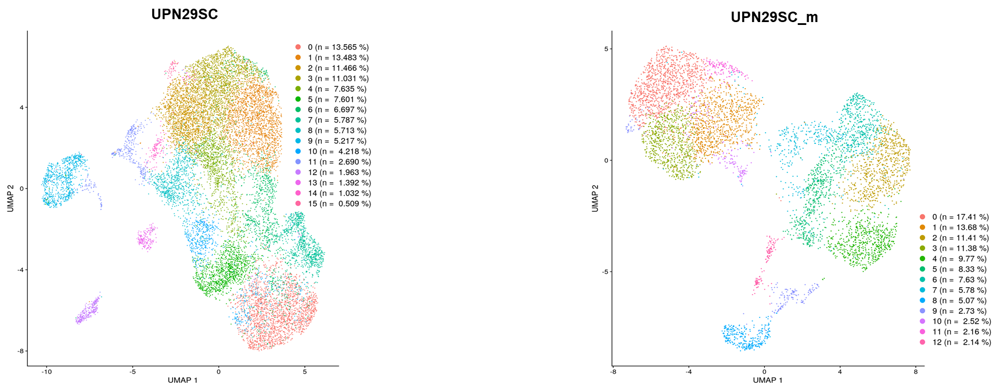 UPN29SC
0 (n = 13.565 %)
1 (n = 13.483 %)
2 (n = 11.466 %)
3 (n = 11.031 %)
4 (n =  7.635 %)
5 (n =  7.601 %)
6 (n =  6.697 %)
7 (n =  5.787 %)
8 (n =  5.713 %)
9 (n =  5.217 %)
10 (n =  4.218 %)
11 (n =  2.690 %)
12 (n =  1.963 %)
13 (n =  1.392 %)
14 (n =  1.032 %)
15 (n =  0.509 %)
4
0
-4
-8
UMAP 2
-10
-5
0
5
UMAP 1
UPN29SC_m
5
0
-5
UMAP 2
0 (n = 17.41 %)
1 (n = 13.68 %)
2 (n = 11.41 %)
3 (n = 11.38 %)
4 (n =  9.77 %)
5 (n =  8.33 %)
6 (n =  7.63 %)
7 (n =  5.78 %)
8 (n =  5.07 %)
9 (n =  2.73 %)
10 (n =  2.52 %)
11 (n =  2.16 %)
12 (n =  2.14 %)
-8
-4
0
4
8
UMAP 1